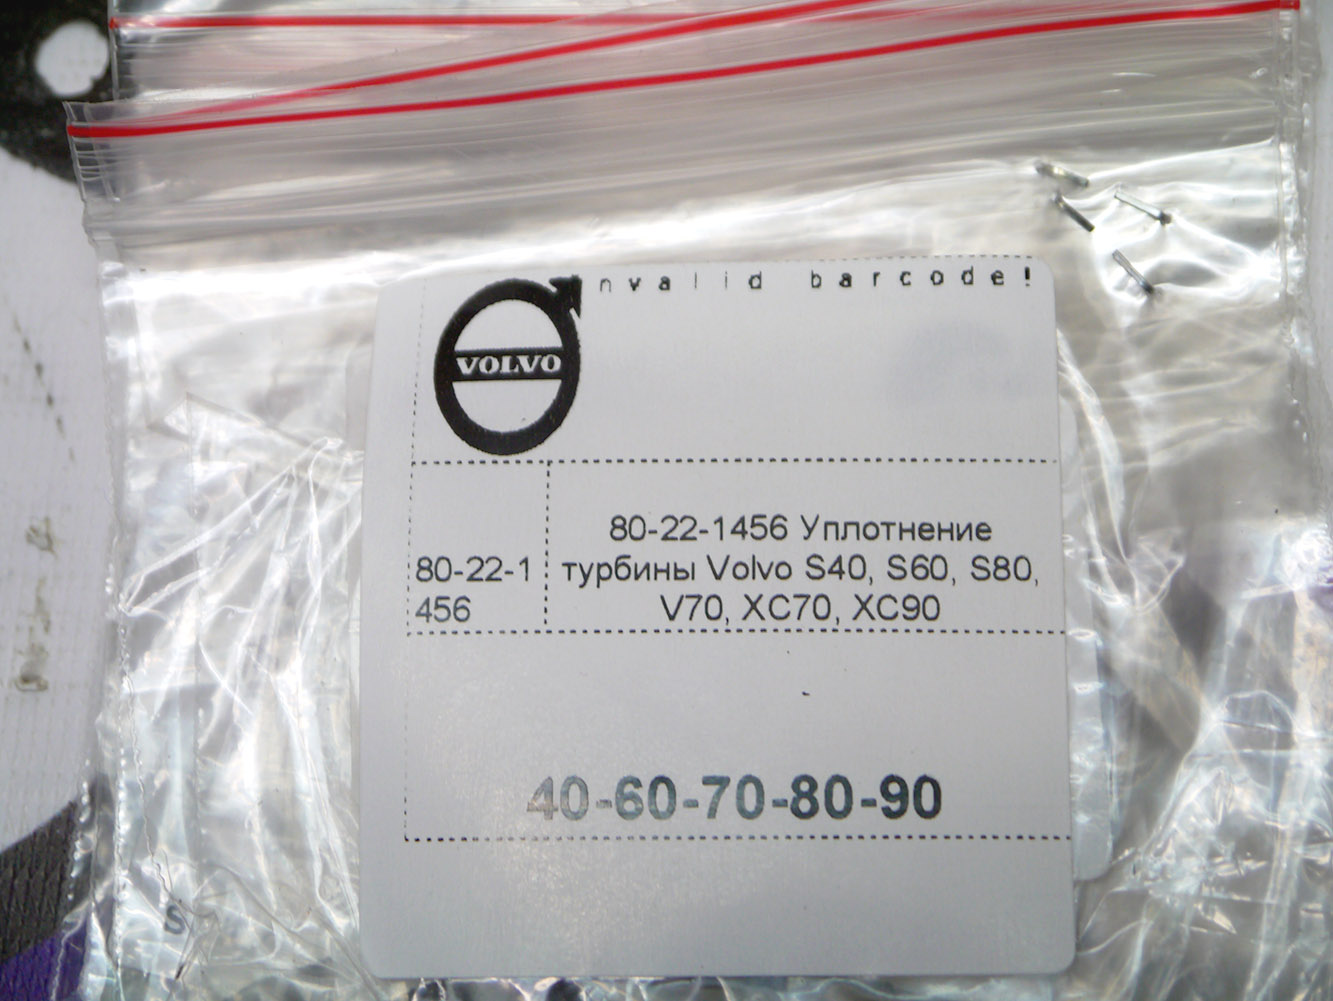 nvalid barcode!
VOLVO
80-22-1
456
80-22-1456 Уплотнение
турбины Volvo S40, S60, S80,
V70, XC70, XC90
40-60-70-80-90
S